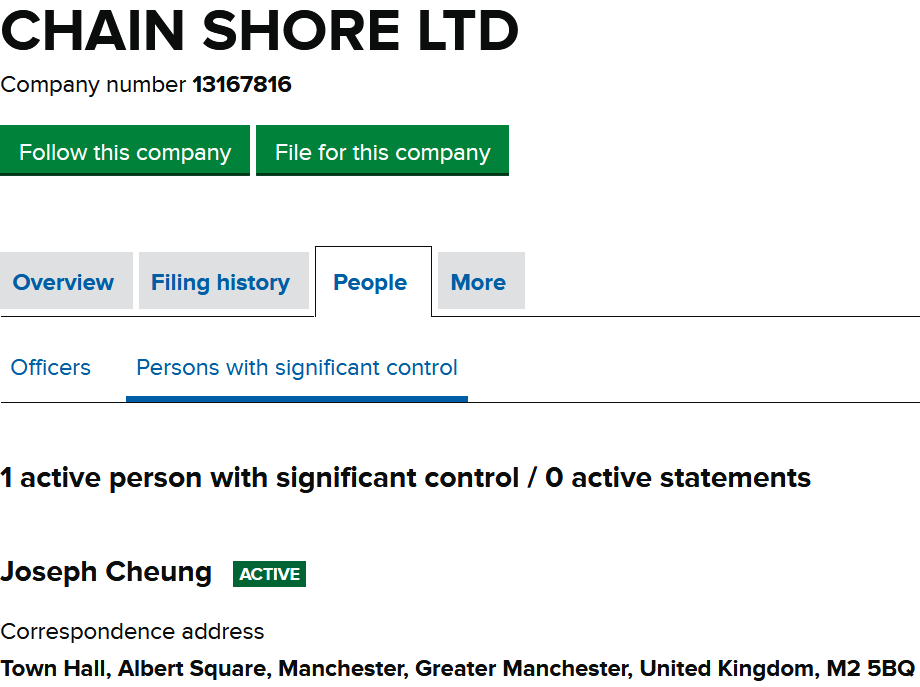 CHAIN SHORE LTD
Company number 13167816
Follow this company File for this company
Overview Filing history People More
Officers Persons with significant control
1 active person with significant control / 0 active statements
Joseph Cheung ACTIVE
Correspondence address
Town Hall, Albert Square, Manchester, Greater Manchester, United Kingdom, M2 5BQ